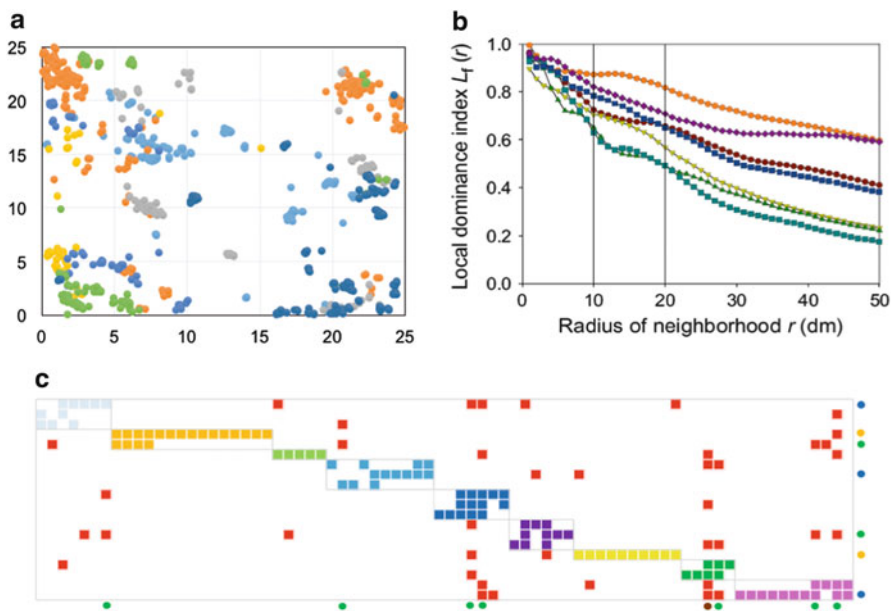 a
25
20
15
10
5
0
0 5 10 15 20 25
b
Local dominance index Lf (r)
1.0
0.8
0.6
0.4
0.2
0.0
0 10 20 30 40 50
Radius of neighborhood r (dm)
c